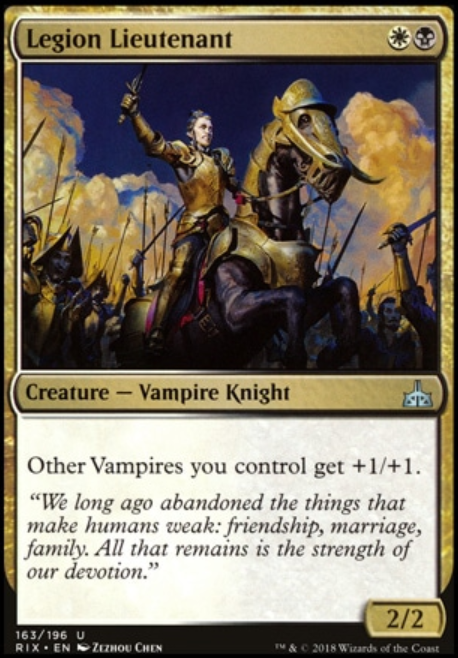 Legion Lieutenant
Creature — Vampire Knight
Other Vampires you control get +1/+1.
“We long ago abandoned the things that
make humans weak: friendship, marriage,
family. All that remains is the strength of
our devotion.”
2/2
163/196 U
RIX • EN Zezhou Chen
™ & © 2018 Wizards of the Coast